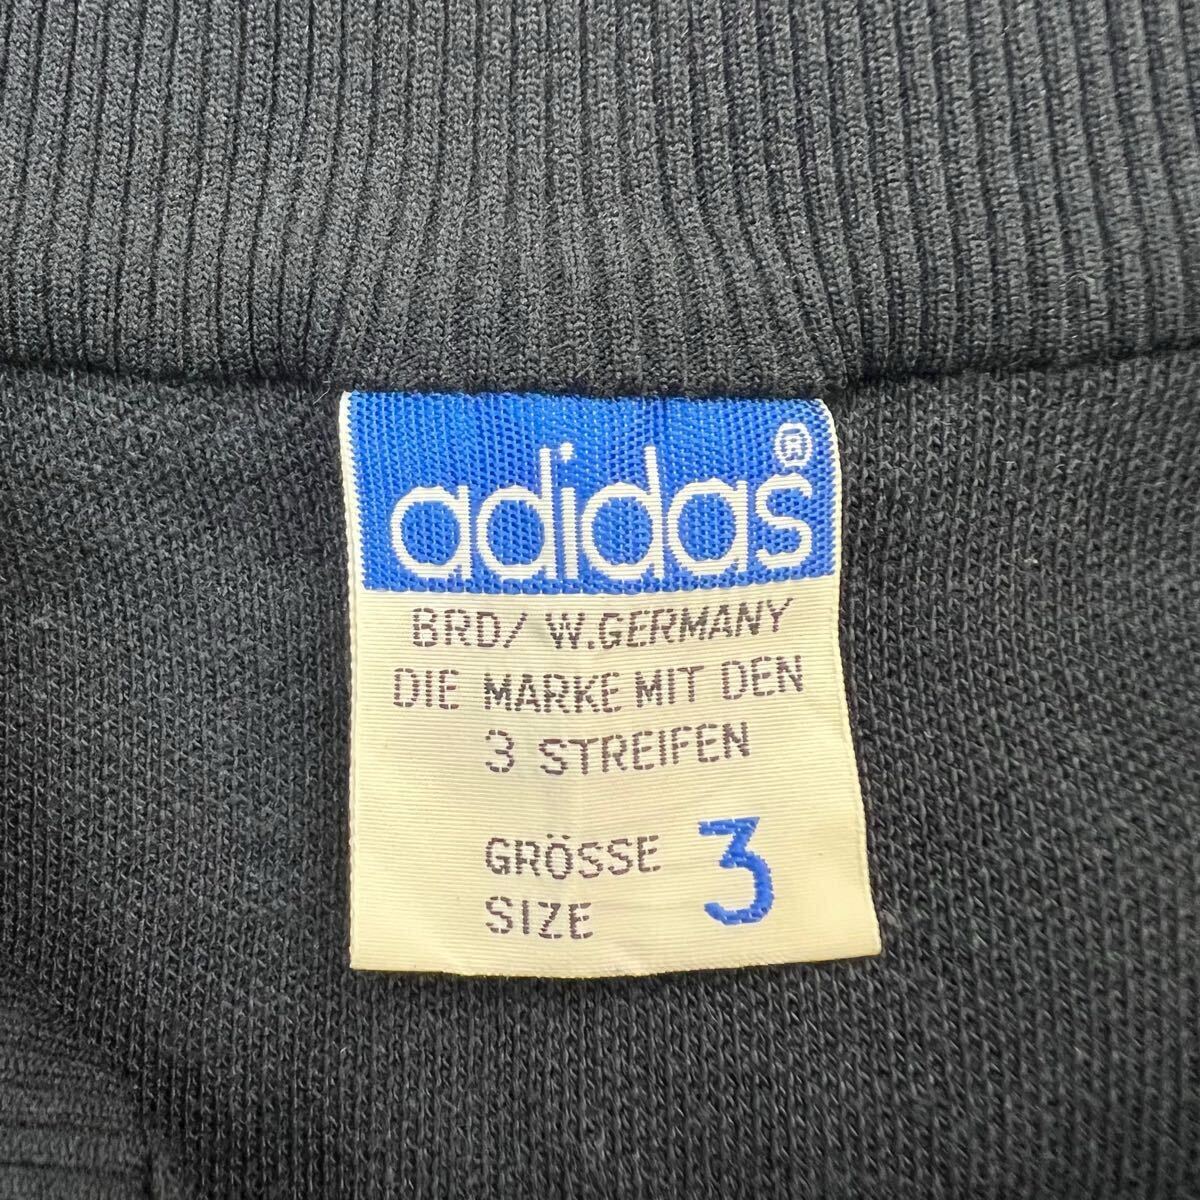 adidas®
BRD/ W.GERMANY
DIE MARKE MIT DEN
3 STREIFEN
GRÖSSE
SIZE 3